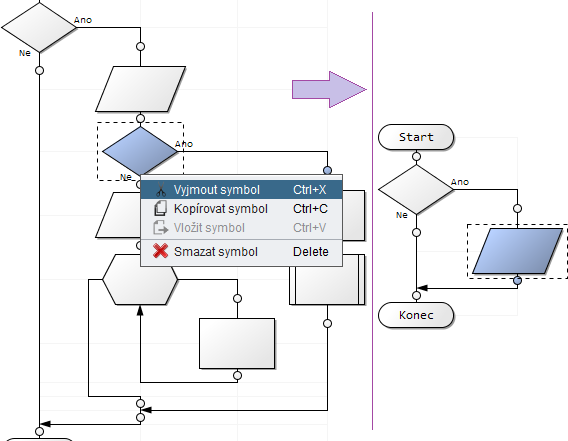 Ano
Ne
Ano
Ne
Vyjmout symbol Ctrl+X
Kopírovat symbol Ctrl+C
Vložit symbol Ctrl+V
Smazat symbol Delete
Start
Ano
Ne
Konec